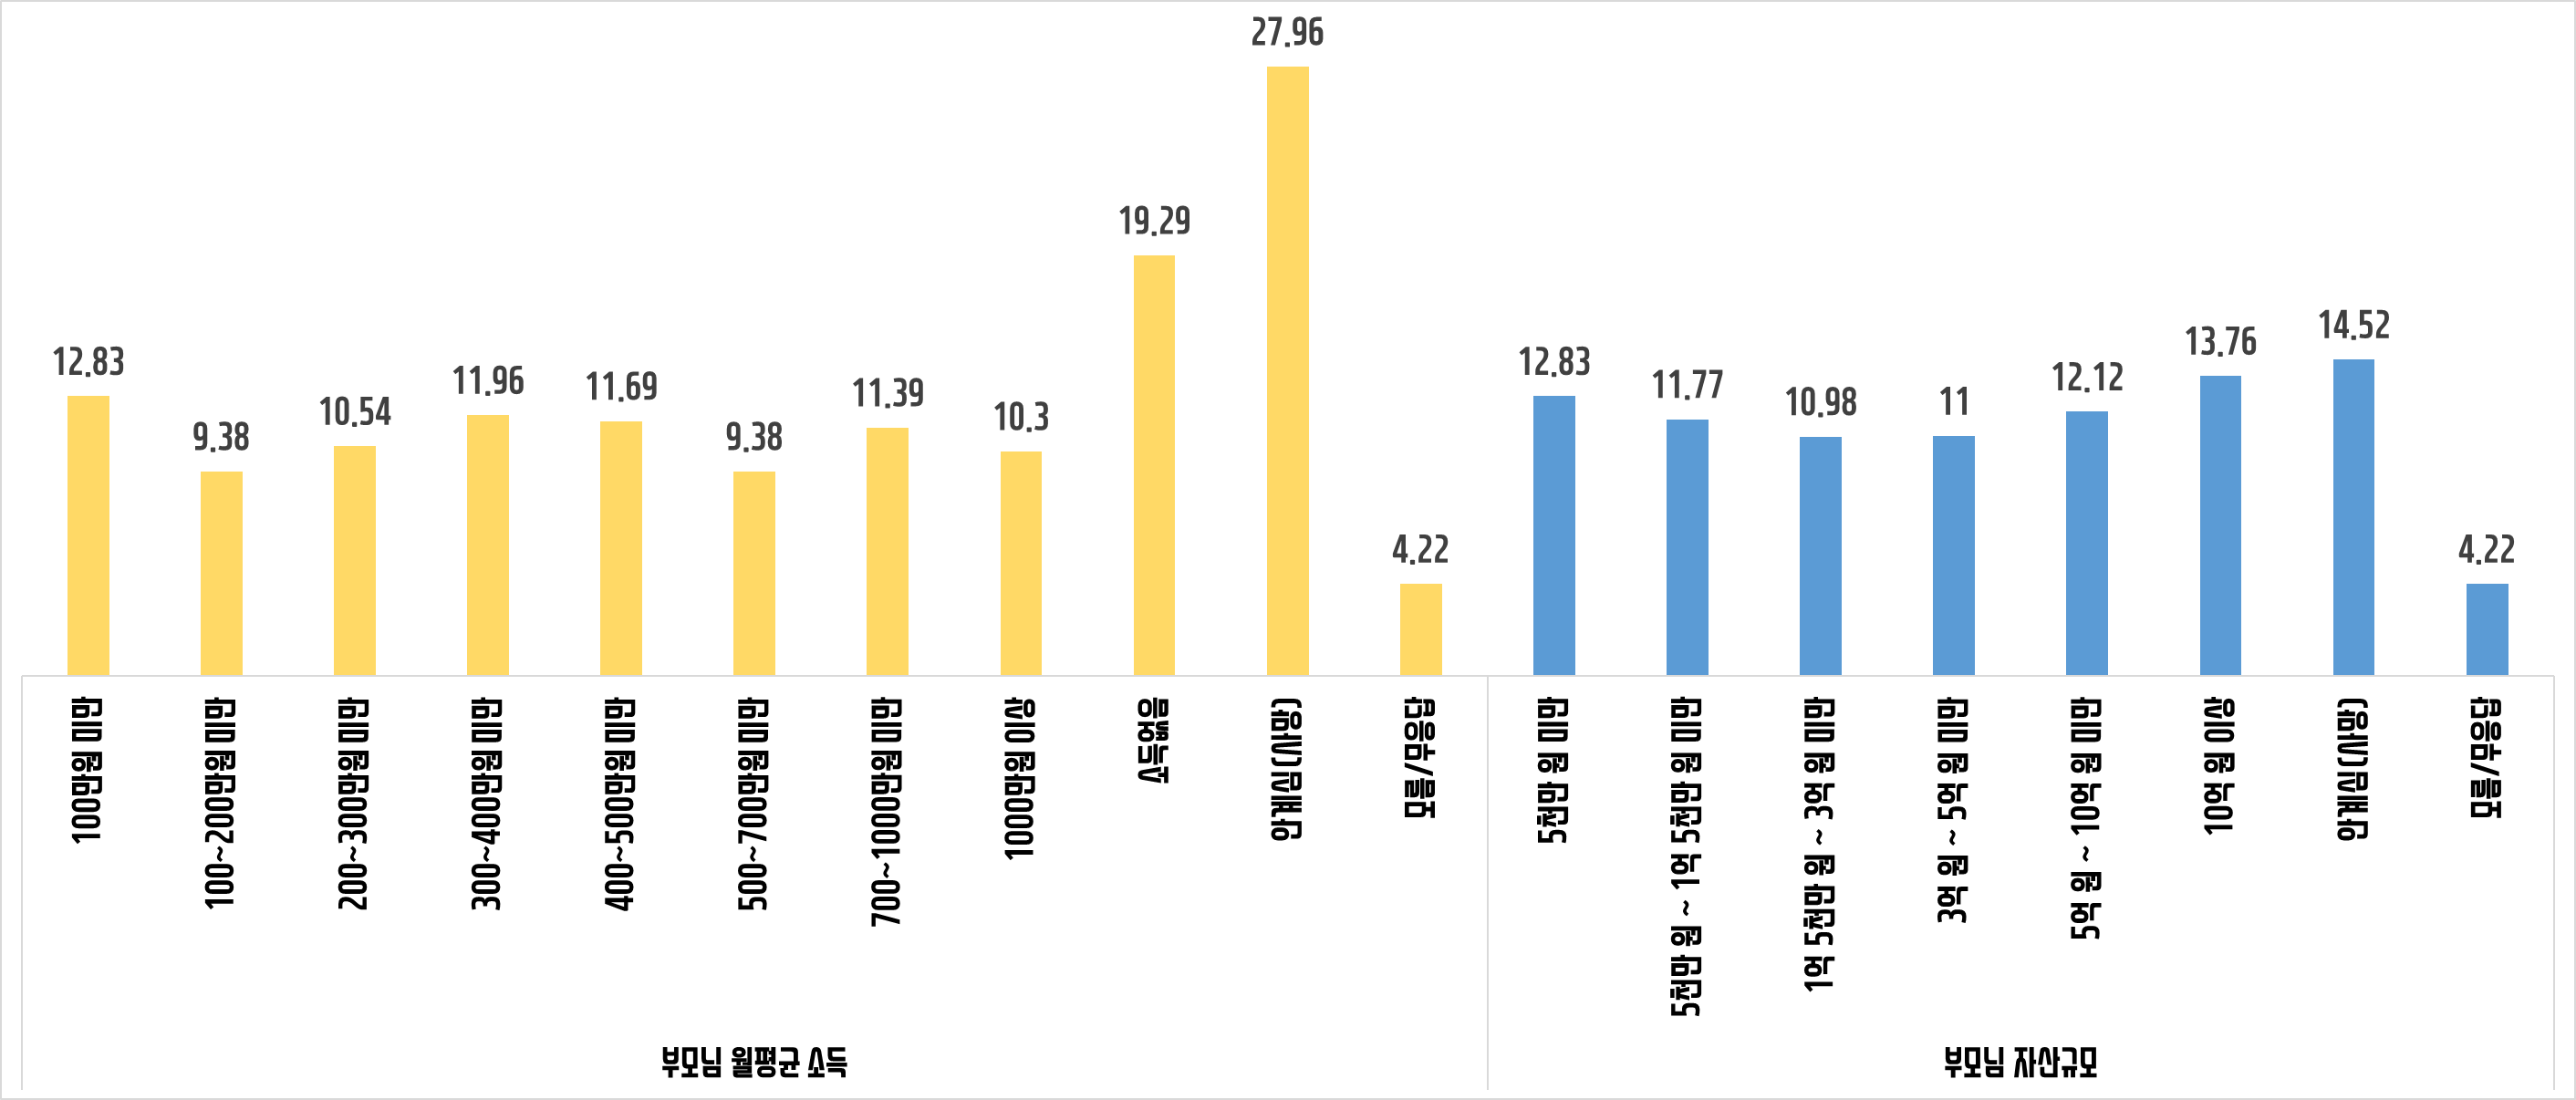 27.96
19.29
14.52
13.76
12.83
12.83
12.12
11.96
11.77
11.69
11.39
11
10.98
10.54
10.3
9.38
9.38
4.22
4.22
100만원 미만
100~200만원 미만
200~300만원 미만
300~400만원 미만
400~500만원 미만
500~700만원 미만
700~1000만원 미만
1000만원 이상
소득없음
안계심(사망)
모름/무응답
5천만 원 미만
5천만 원 ~ 1억 5천만 원 미만
1억 5천만 원 ~ 3억 원 미만
3억 원 ~ 5억 원 미만
5억 원 ~ 10억 원 미만
10억 원 이상
안계심(사망)
모름/무응답
부모님 월평균 소득
부모님 자산규모